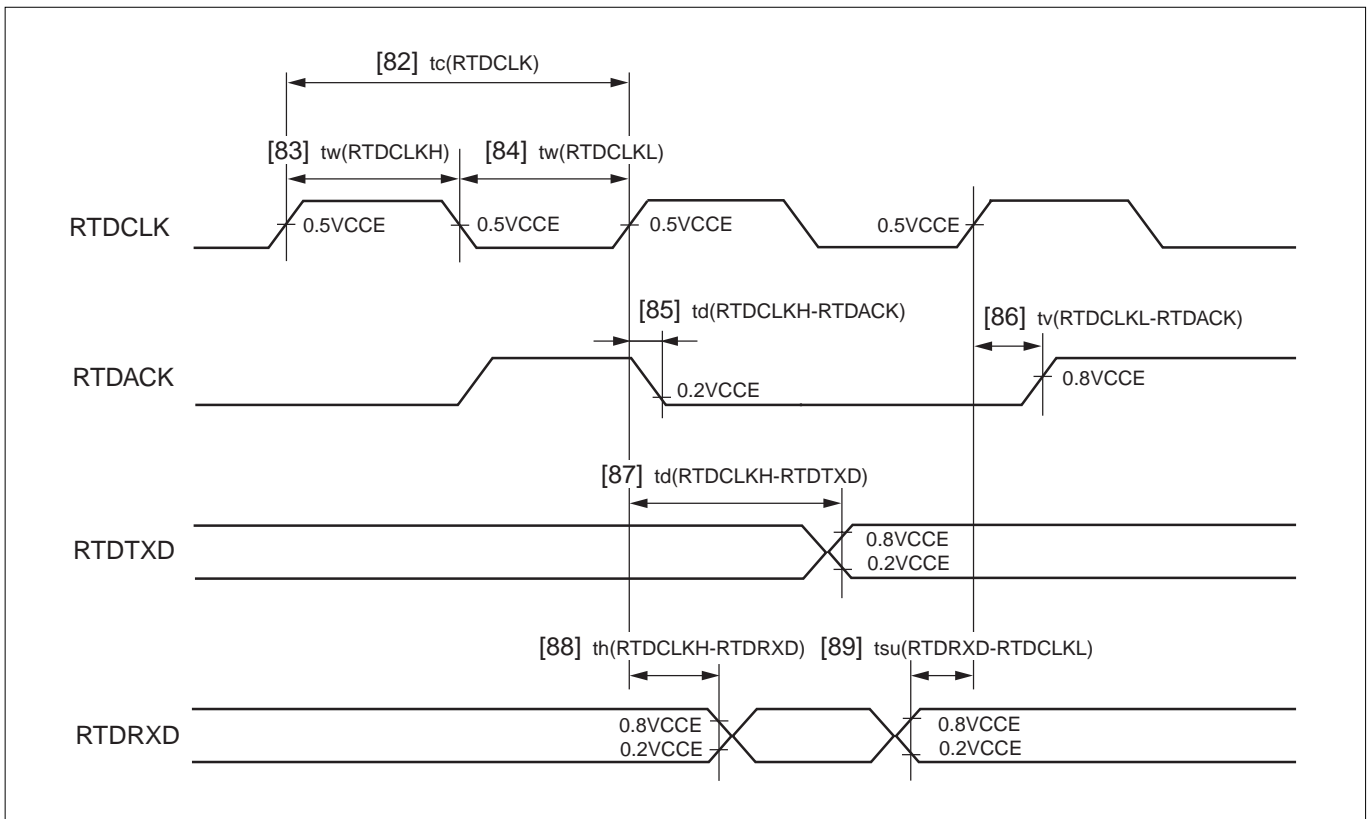 [82] tc(RTDCLK)
[83] tw(RTDCLKH) [84] tw(RTDCLKL)
RTDCLK 0.5VCCE 0.5VCCE 0.5VCCE 0.5VCCE
[85] td(RTDCLKH-RTDACK) [86] tv(RTDCLKL-RTDACK)
RTDACK 0.2VCCE 0.8VCCE
[87] td(RTDCLKH-RTDTXD)
RTDTXD 0.8VCCE
0.2VCCE
[88] th(RTDCLKH-RTDRXD) [89] tsu(RTDRXD-RTDCLKL)
RTDRXD 0.8VCCE 0.8VCCE
0.2VCCE 0.2VCCE